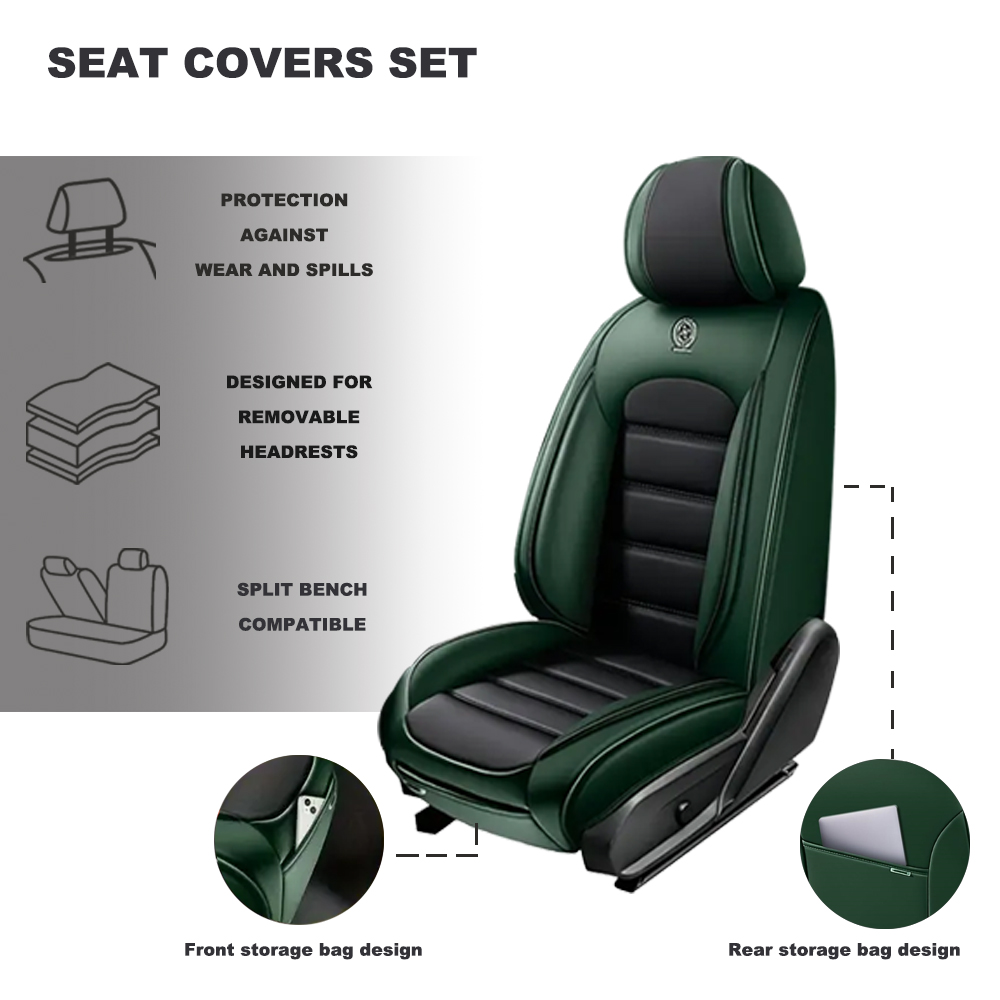 SEAT COVERS SET
PROTECTION
AGAINST
WEAR AND SPILLS
DESIGNED FOR
REMOVABLE
HEADRESTS
SPLIT BENCH
COMPATIBLE
Front storage bag design
Rear storage bag design